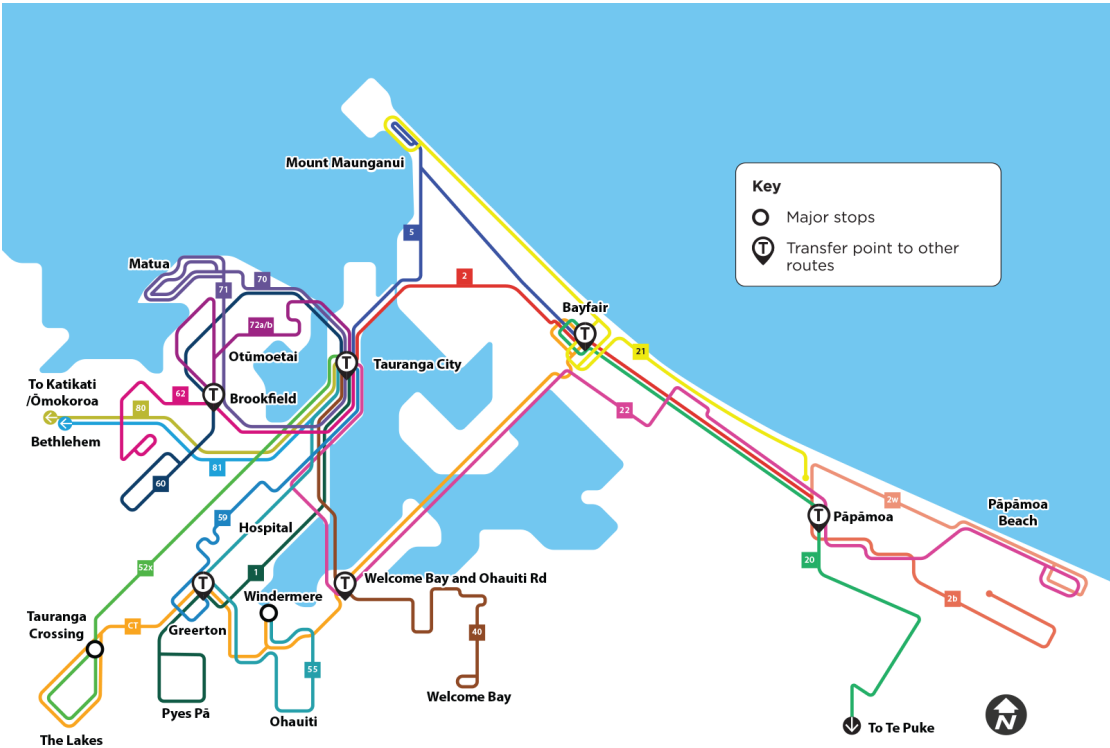 Mount Maunganui
Key
Major stops
T
Transfer point to other
routes
5
Matua
70
2
71
Bayfair
T
72a/b
21
Otūmoetai
T
Tauranga City
To Katikati
/Ōmokoroa
62
T
Brookfield
80
22
Bethlehem
81
60
2w
Pāpāmoa
Beach
59
T
Pāpāmoa
Hospital
20
52x
1
T
T
Welcome Bay and Ohauiti Rd
Windermere
2b
Tauranga
Crossing
CT
Greerton
40
55
Welcome Bay
Pyes Pā
Ohauiti
N
To Te Puke
The Lakes